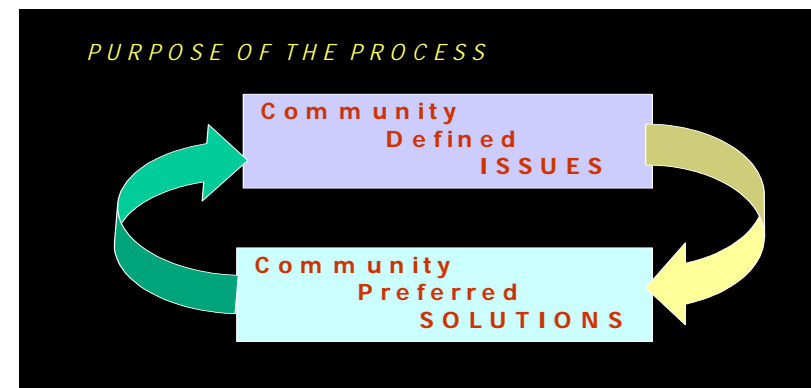 PURPOSE OF THE PROCESS
Community
Defined
ISSUES
Community
Preferred
SOLUTIONS